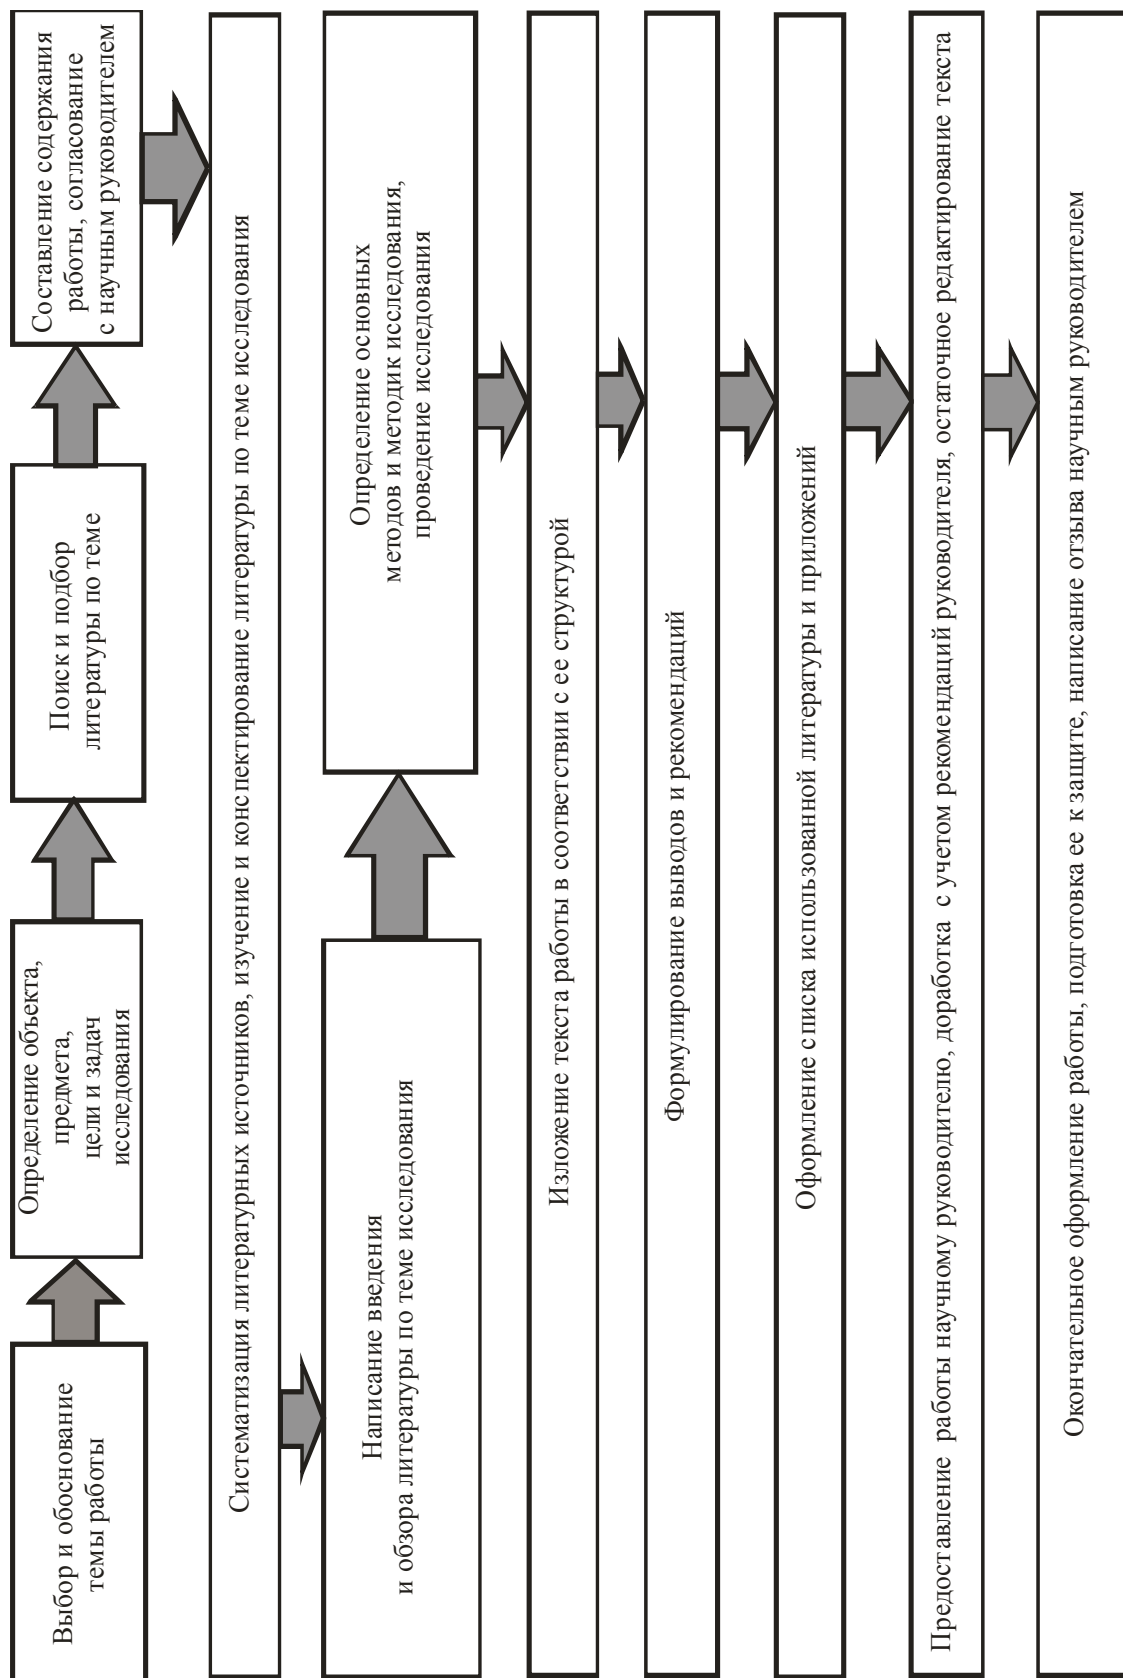 Выбор и обоснование
темы работы
Определение объекта,
предмета,
цели и задач
исследования
Поиск и подбор
литературы по теме
Составление содержания
работы, согласование
с научным руководителем
Систематизация литературных источников, изучение и конспектирование литературы по теме исследования
Написание введения
и обзора литературы по теме исследования
Определение основных
методов и методик исследования,
проведение исследования
Изложение текста работы в соответствии с ее структурой
Формулирование выводов и рекомендаций
Оформление списка использованной литературы и приложений
Предоставление работы научному руководителю, доработка с учетом рекомендаций руководителя, остаточное редактирование текста
Окончательное оформление работы, подготовка ее к защите, написание отзыва научным руководителем